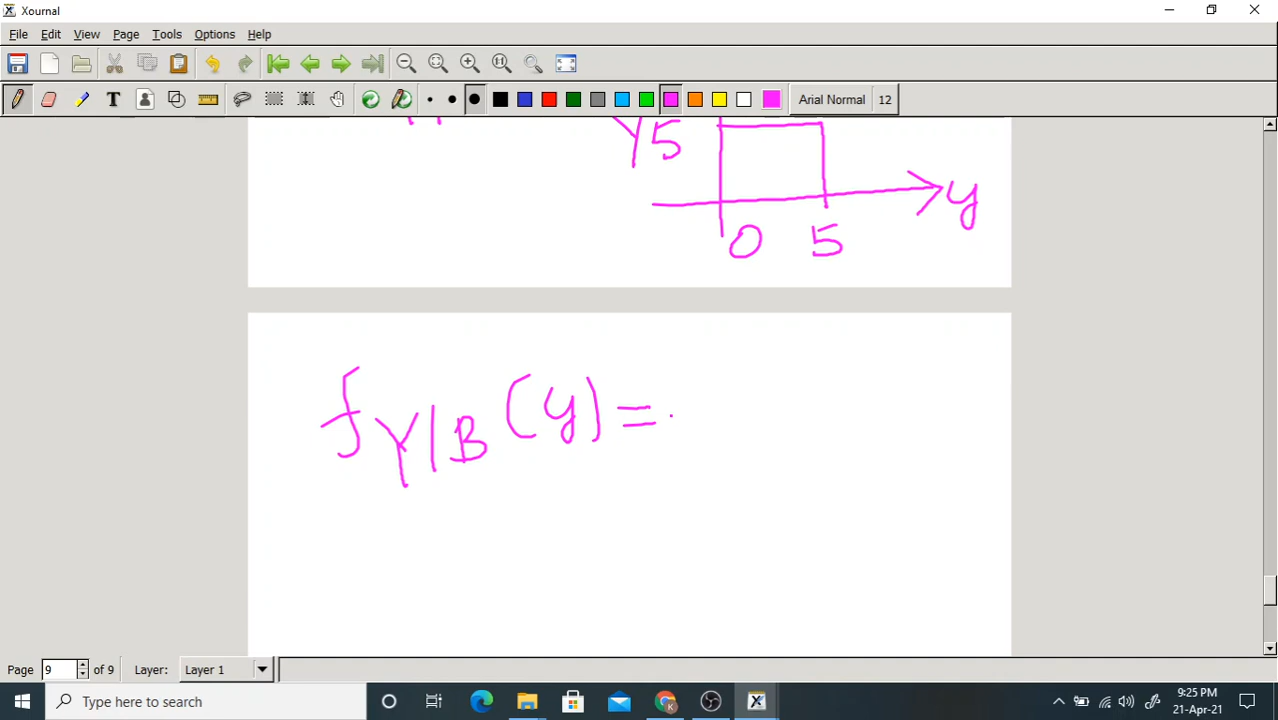 Xournal
File Edit View Page Tools Options Help
Arial Normal 12
Y5
y
0 5
f Y|B (y) =
Page 9 of 9 Layer: Layer 1
Type here to search
9:25 PM
21-Apr-21